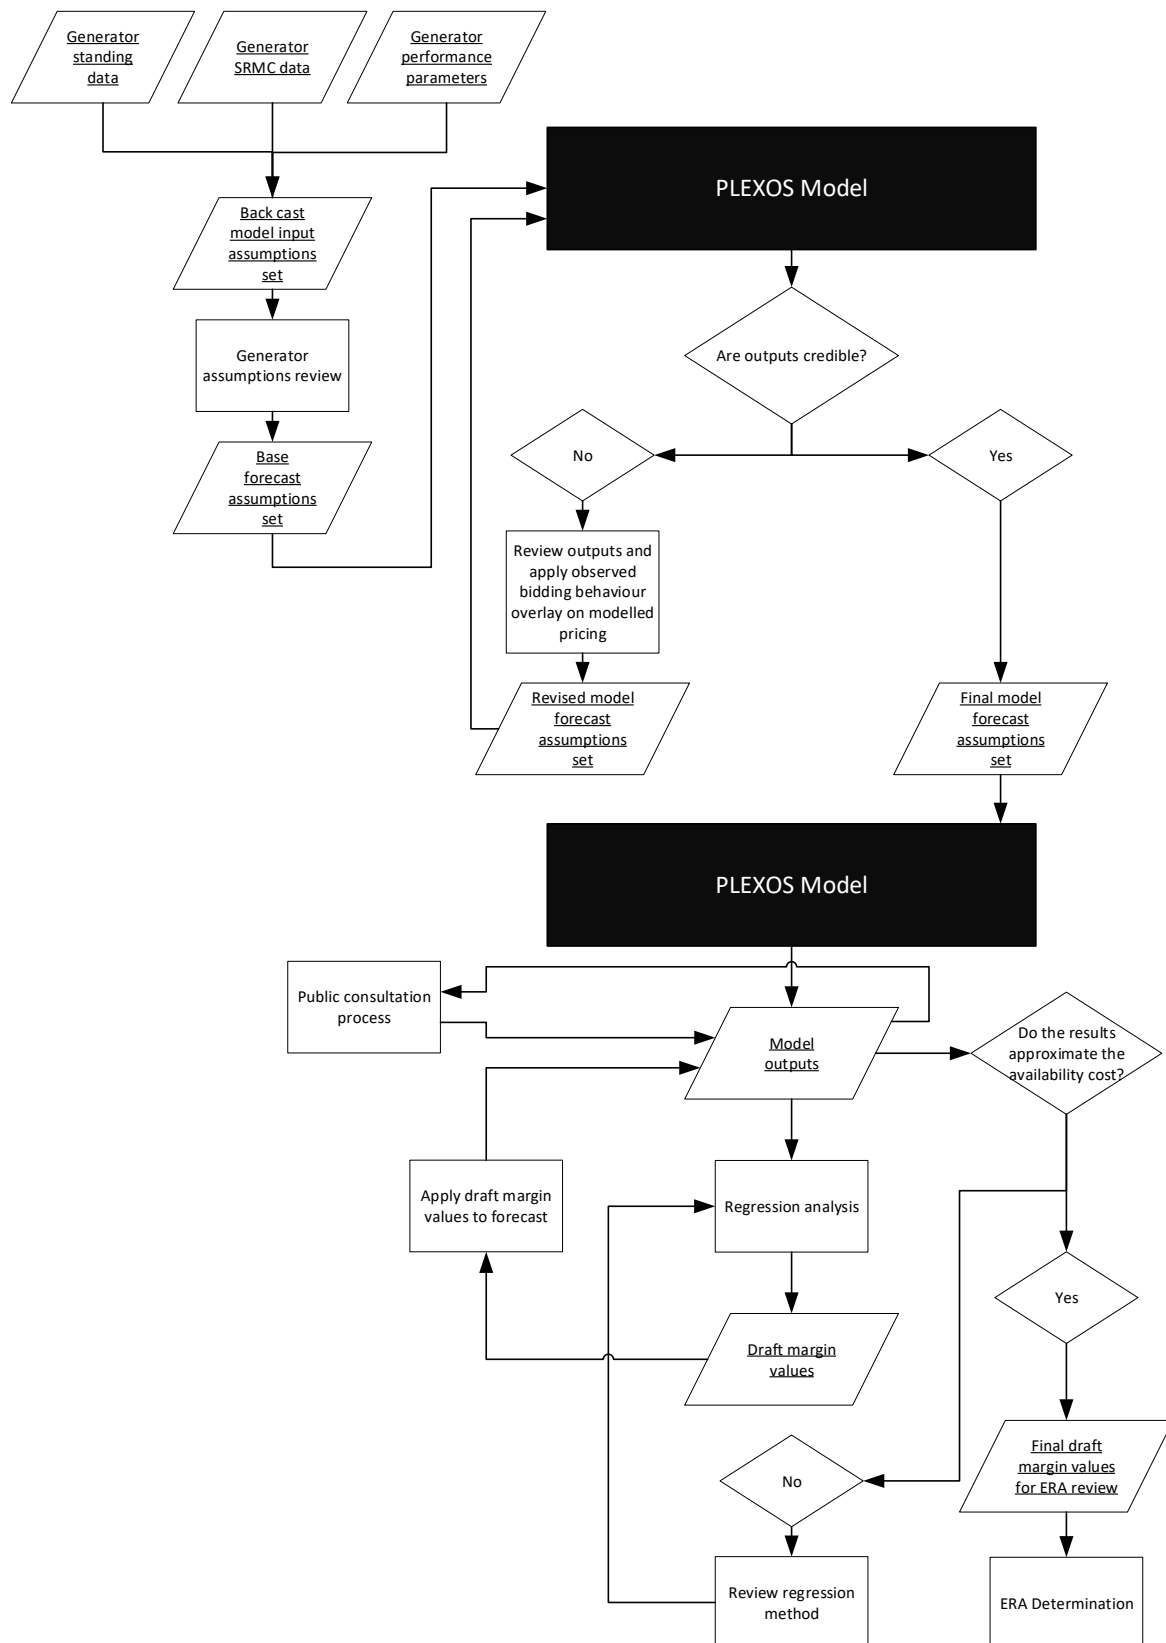 Generator
standing
data
Generator
SRMC data
Generator
performance
parameters
PLEXOS Model
Back cast
model input
assumptions
set
Generator
assumptions review
Base
forecast
assumptions
set
Are outputs credible?
No
Yes
Review outputs and
apply observed
bidding behaviour
overlay on modelled
pricing
Revised model
forecast
assumptions
set
Final model
forecast
assumptions
set
PLEXOS Model
Public consultation
process
Model
outputs
Do the results
approximate the
availability cost?
Apply draft margin
values to forecast
Regression analysis
Yes
Draft margin
values
No
Final draft
margin values
for ERA review
Review regression
method
ERA Determination